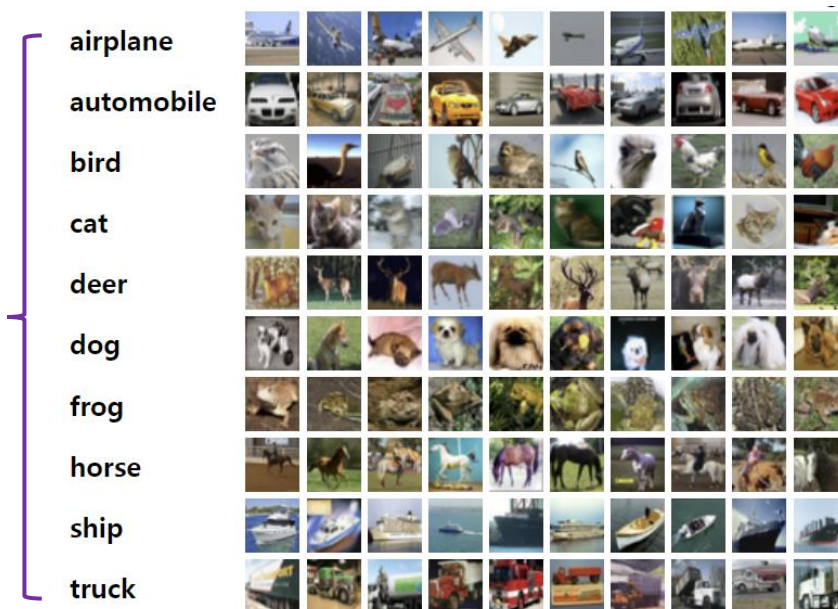 airplane
automobile
bird
cat
deer
dog
frog
horse
ship
truck